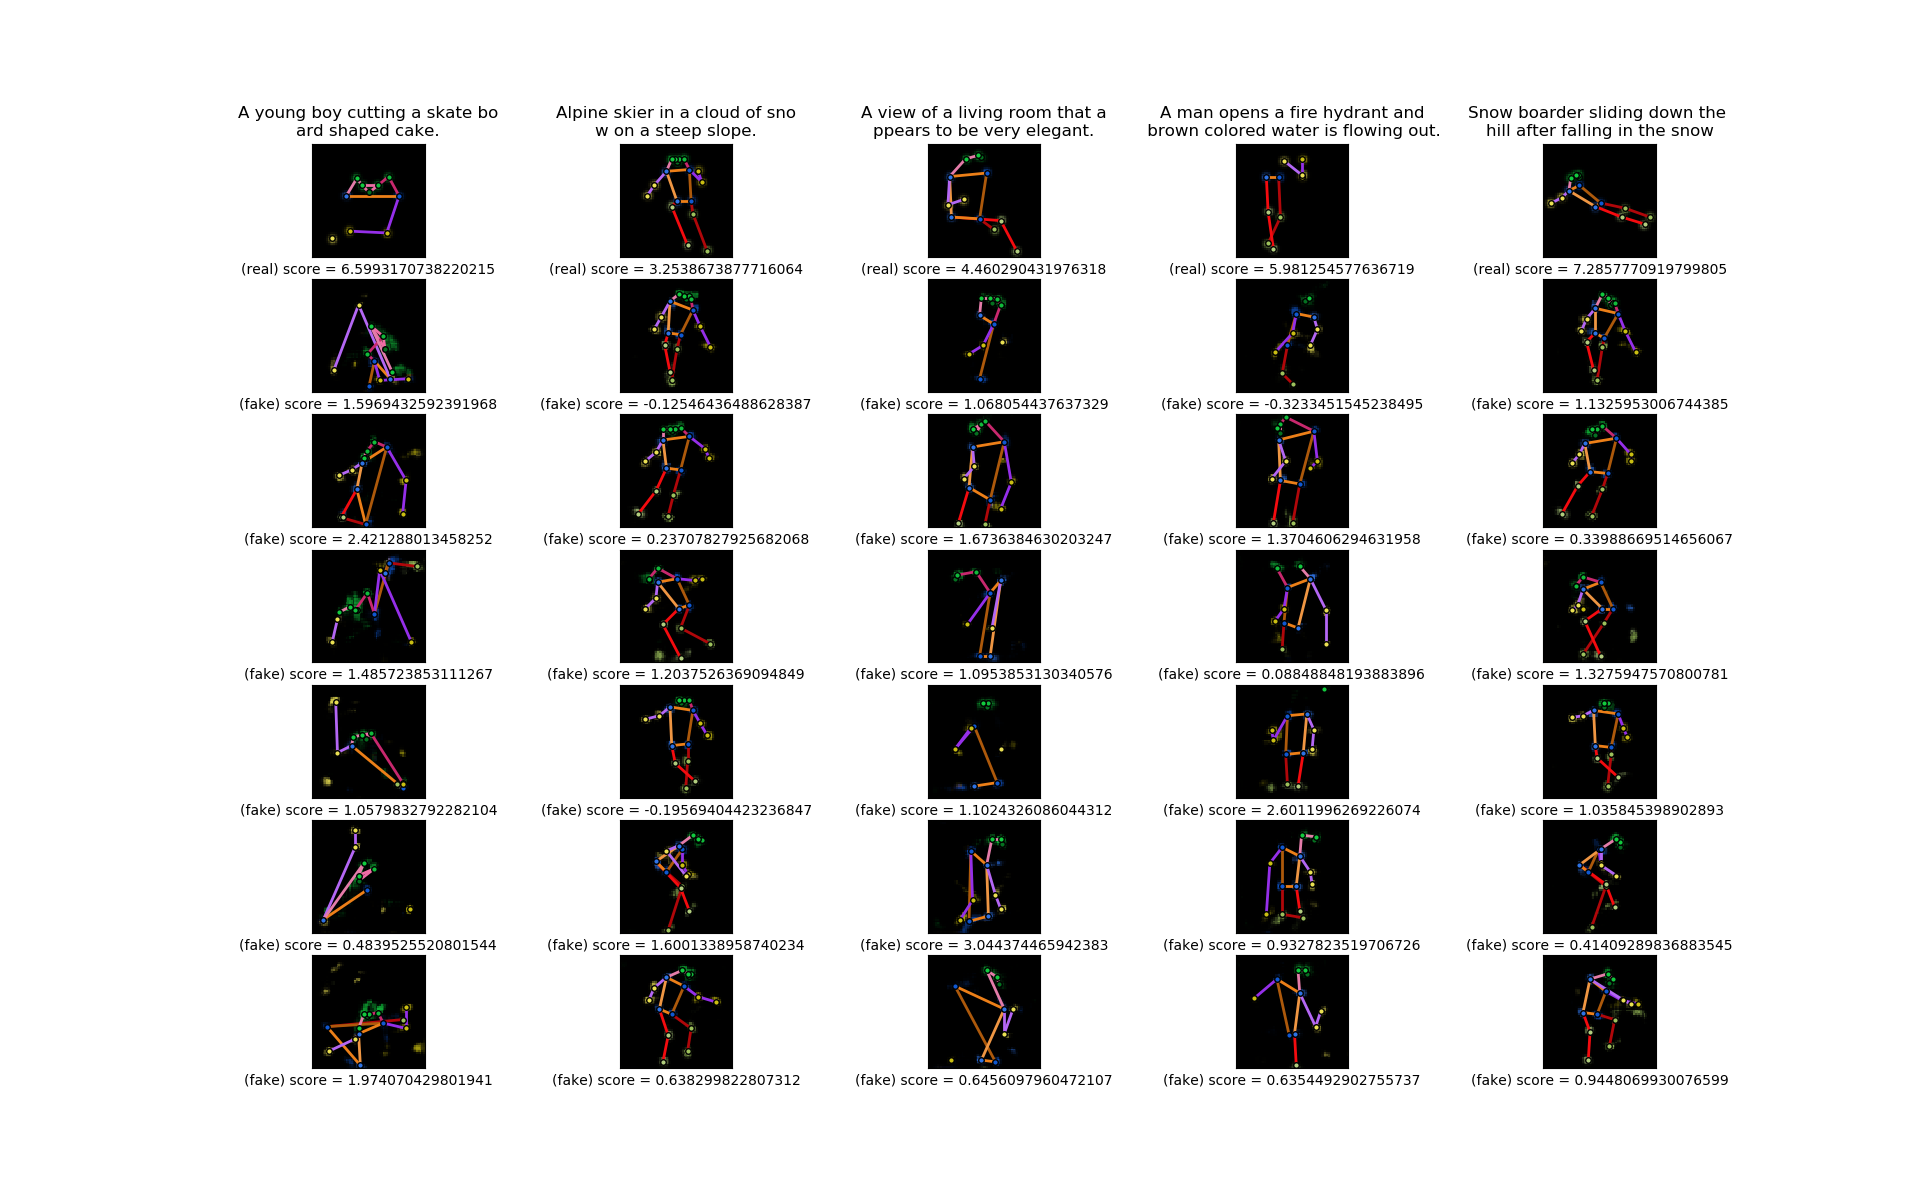 A young boy cutting a skate bo
ard shaped cake.
Alpine skier in a cloud of sno
w on a steep slope.
A view of a living room that a
ppears to be very elegant.
A man opens a fire hydrant and
brown colored water is flowing out.
Snow boarder sliding down the
hill after falling in the snow
(real) score = 6.5993170738220215
(real) score = 3.2538673877716064
(real) score = 4.460290431976318
(real) score = 5.981254577636719
(real) score = 7.2857770919799805
(fake) score = 1.5969432592391968
(fake) score = -0.12546436488628387
(fake) score = 1.068054437637329
(fake) score = -0.3233451545238495
(fake) score = 1.1325953006744385
(fake) score = 2.421288013458252
(fake) score = 0.23707827925682068
(fake) score = 1.6736384630203247
(fake) score = 1.3704606294631958
(fake) score = 0.33988669514656067
(fake) score = 1.485723853111267
(fake) score = 1.2037526369094849
(fake) score = 1.0953853130340576
(fake) score = 0.08848848193883896
(fake) score = 1.3275947570800781
(fake) score = 1.0579832792282104
(fake) score = -0.19569404423236847
(fake) score = 1.1024326086044312
(fake) score = 2.6011996269226074
(fake) score = 1.035845398902893
(fake) score = 0.4839525520801544
(fake) score = 1.6001338958740234
(fake) score = 3.044374465942383
(fake) score = 0.9327823519706726
(fake) score = 0.41409289836883545
(fake) score = 1.974070429801941
(fake) score = 0.638299822807312
(fake) score = 0.6456097960472107
(fake) score = 0.6354492902755737
(fake) score = 0.9448069930076599